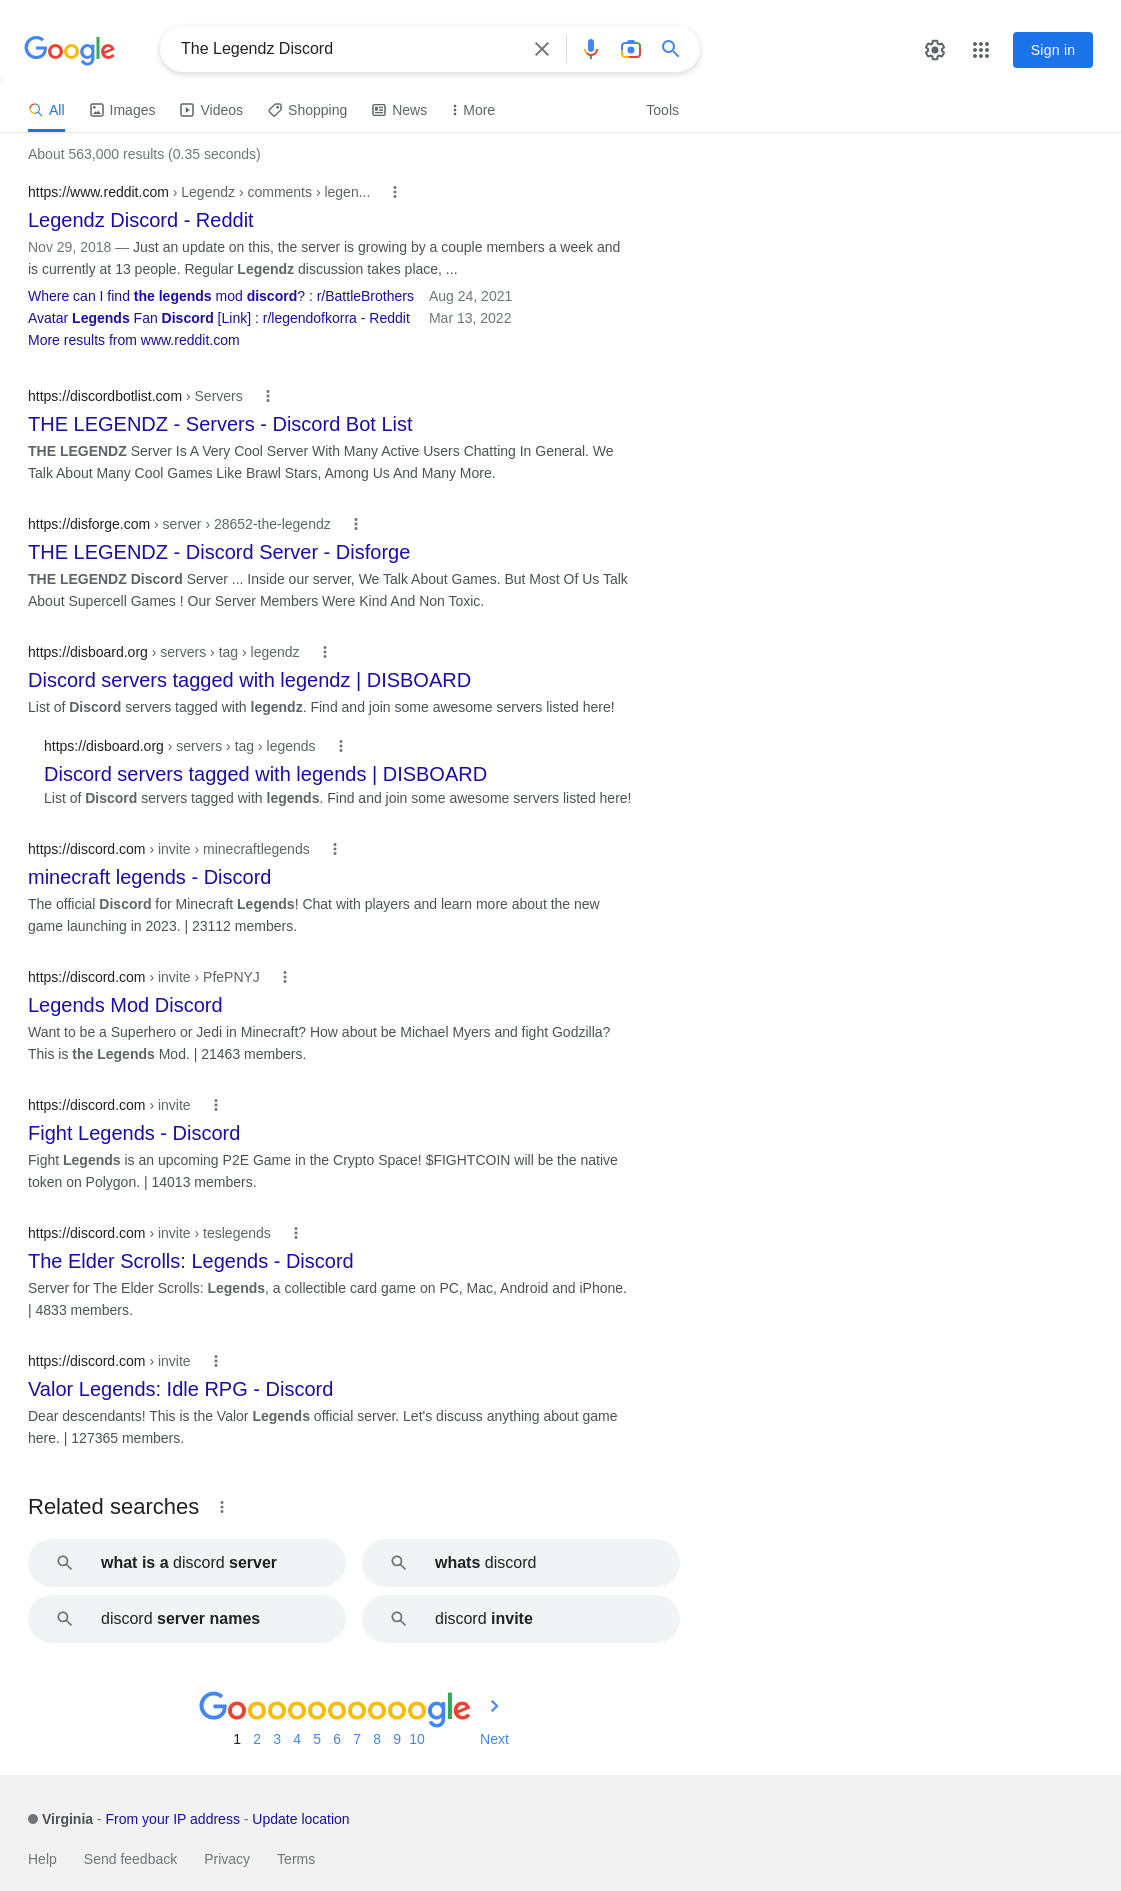 Google
The Legendz Discord
Sign in
All Images Videos Shopping News More Tools
About 563,000 results (0.35 seconds)
https://www.reddit.com › Legendz › comments › legen...
Legendz Discord - Reddit
Nov 29, 2018 — Just an update on this, the server is growing by a couple members a week and
is currently at 13 people. Regular Legendz discussion takes place, ...
Where can I find the legends mod discord? : r/BattleBrothers Aug 24, 2021
Avatar Legends Fan Discord [Link] : r/legendofkorra - Reddit Mar 13, 2022
More results from www.reddit.com
https://discordbotlist.com › Servers
THE LEGENDZ - Servers - Discord Bot List
THE LEGENDZ Server Is A Very Cool Server With Many Active Users Chatting In General. We
Talk About Many Cool Games Like Brawl Stars, Among Us And Many More.
https://disforge.com › server › 28652-the-legendz
THE LEGENDZ - Discord Server - Disforge
THE LEGENDZ Discord Server ... Inside our server, We Talk About Games. But Most Of Us Talk
About Supercell Games ! Our Server Members Were Kind And Non Toxic.
https://disboard.org › servers › tag › legendz
Discord servers tagged with legendz | DISBOARD
List of Discord servers tagged with legendz. Find and join some awesome servers listed here!
https://disboard.org › servers › tag › legends
Discord servers tagged with legends | DISBOARD
List of Discord servers tagged with legends. Find and join some awesome servers listed here!
https://discord.com › invite › minecraftlegends
minecraft legends - Discord
The official Discord for Minecraft Legends! Chat with players and learn more about the new
game launching in 2023. | 23112 members.
https://discord.com › invite › PfePNYJ
Legends Mod Discord
Want to be a Superhero or Jedi in Minecraft? How about be Michael Myers and fight Godzilla?
This is the Legends Mod. | 21463 members.
https://discord.com › invite
Fight Legends - Discord
Fight Legends is an upcoming P2E Game in the Crypto Space! $FIGHTCOIN will be the native
token on Polygon. | 14013 members.
https://discord.com › invite › teslegends
The Elder Scrolls: Legends - Discord
Server for The Elder Scrolls: Legends, a collectible card game on PC, Mac, Android and iPhone.
| 4833 members.
https://discord.com › invite
Valor Legends: Idle RPG - Discord
Dear descendants! This is the Valor Legends official server. Let's discuss anything about game
here. | 127365 members.
Related searches
what is a discord server
whats discord
discord server names
discord invite
Goooooooooogle
1 2 3 4 5 6 7 8 9 10 Next
Virginia - From your IP address - Update location
Help Send feedback Privacy Terms